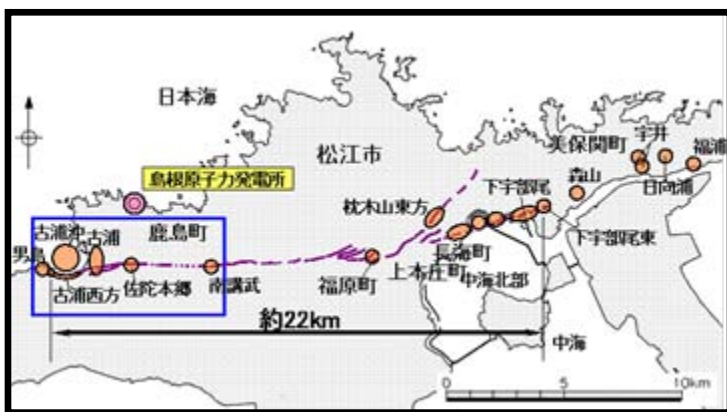 日本海
松江市
美保関町
宇井
福浦
島根原子力発電所
森山
日向浦
枕木山東方
下宇部尾
古浦沖
古浦
鹿島町
長海町
下宇部尾東
男島
上本庄町
中海北部
古浦西方
佐陀本郷
南講武
福原町
約22km
中海
0 5 10km